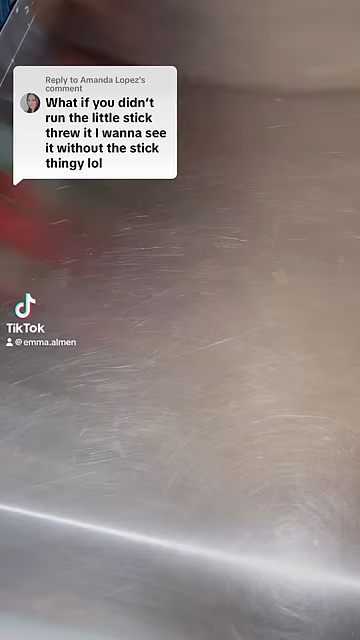 Reply to Amanda Lopez's
comment
What if you didn't
run the little stick
threw it I wanna see
it without the stick
thingy lol
TikTok
@emma.almen